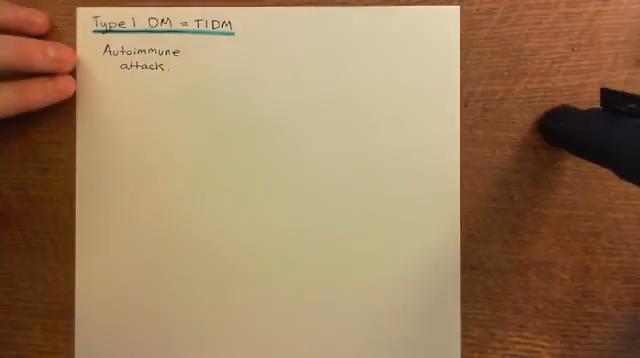 Type 1 DM = T1DM
Autoimmune
attack.